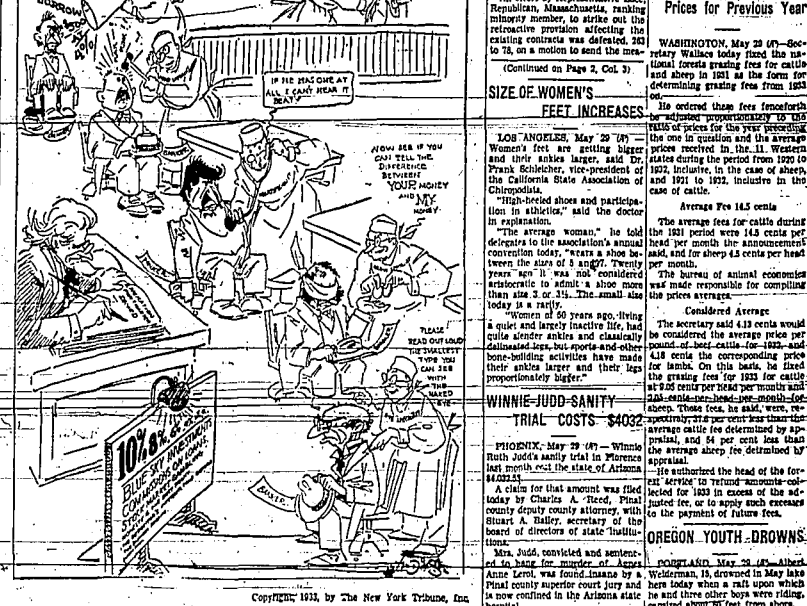 BORROW
$500
AT
40%
IF HE HAS ONE AT
ALL I CAN'T HEAR IT
BEAT
NOW SEE IF YOU
CAN TELL THE
DIFFERENCE
BETWEEN
YOUR MONEY
AND MY
MONEY
PLEASE
READ OUT LOUD
THE SMALLEST
TYPE YOU
CAN SEE
WITH
THE
NAKED
EYE
10% 8%
BLUE SKY INVESTMENTS
COMMISSIONS ON LOANS
Copyright, 1933, by The New York Tribune, Inc.
Republican, Massachusetts, ranking
minority member, to strike out the
retroactive provision affecting the
existing contracts was defeated, 263
to 78, on a motion to send the mea-
(Continued on Page 2, Col. 3)
SIZE OF WOMEN'S
FEET INCREASES
LOS ANGELES, May 29 (AP)—
Women's feet are getting bigger
and their ankles larger, said Dr.
Frank Schleicher, vice-president of
the California State Association of
Chiropodists.
"High-heeled shoes and participa-
tion in athletics," said the doctor
in explanation.
"The average woman," he told
delegates to the association's annual
convention today, "wears a shoe be-
tween the sizes of 5 and 7. Twenty
years ago it was not considered
aristocratic to admit a shoe more
than size 3 or 3½. The small size
today is a rarity.
"Women of 50 years ago, living
a quiet and largely inactive life, had
quite slender ankles and classically
delineated legs, but sports and other
bone-building activities have made
their ankles larger and their legs
proportionately bigger."
WINNIE JUDD SANITY
TRIAL COSTS $4032
PHOENIX, May 29 (AP)—Winnie
Ruth Judd's sanity trial in Florence
last month cost the state of Arizona
$4,032.53
A claim for that amount was filed
today by Charles A. Reed, Pinal
county deputy county attorney, with
Stuart A. Bailey, secretary of the
board of directors of state institu-
tions.
Mrs. Judd, convicted and sentenc-
ed to hang for murder of Agnes
Anne Leroi, was found insane by a
Pinal county superior court jury and
is now confined in the Arizona state
Prices for Previous Year
WASHINGTON, May 29 (AP)—Sec-
retary Wallace today fixed the na-
tional forests grazing fees for cattle
and sheep in 1931 as the form for
determining grazing fees from 1933
on.
He ordered these fees henceforth
be adjusted proportionately to the
ratio of prices for the year preceding
the one in question and the average
prices received in the 11 Western
states during the period from 1920 to
1932, inclusive, in the case of sheep,
and 1921 to 1932, inclusive in the
case of cattle.
Average Fee 14.5 cents
The average fees for cattle during
the 1931 period were 14.5 cents per
head per month the announcement
said, and for sheep 4.5 cents per head
per month.
The bureau of animal economics
was made responsible for compiling
the prices averages.
Considered Average
The secretary said 4.13 cents would
be considered the average price per
pound of beef cattle for 1932, and
4.18 cents the corresponding price
for lambs. On this basis, he fixed
the grazing fees for 1933 for cattle
at 9.05 cents per head per month and
2.05 cents per head per month for
sheep. These fees, he said, were, re-
spectively, 37.6 per cent less than the
average cattle fee determined by ap-
praisal, and 54 per cent less than
the average sheep fee determined by
appraisal.
He authorized the head of the for-
est service to refund amounts col-
lected for 1933 in excess of the ad-
justed fee, or to apply such excesses
to the payment of future fees.
OREGON YOUTH DROWNS
PORTLAND, May 29 (AP)—Albert
Welderman, 15, drowned in May lake
here today when a raft upon which
he and three other boys were riding,